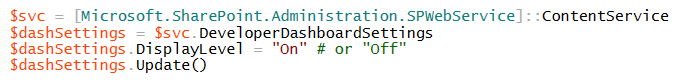 $svc = [Microsoft.SharePoint.Administration.SPWebService]::ContentService
$dashSettings = $svc.DeveloperDashboardSettings
$dashSettings.DisplayLevel = "On" # or "Off"
$dashSettings.Update()